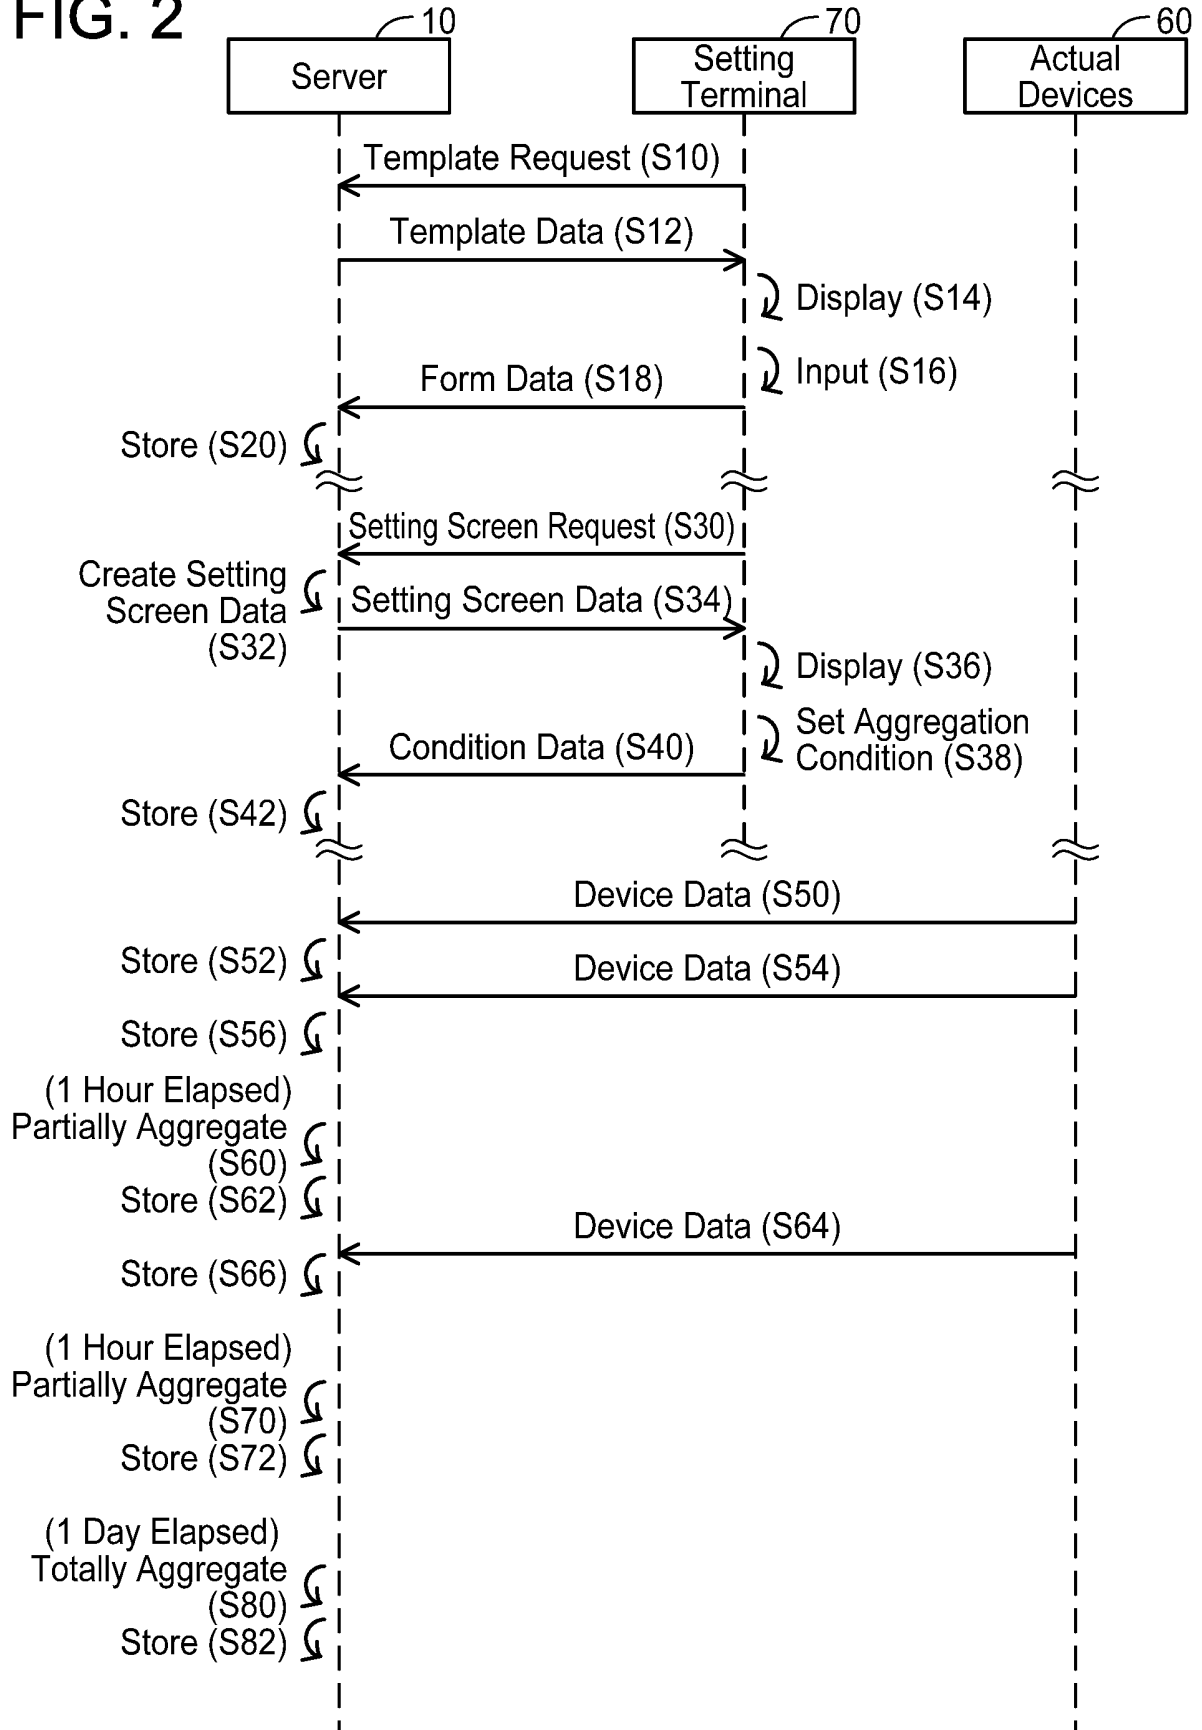 FIG. 2
10
70
60
Server
Setting
Terminal
Actual
Devices
Template Request (S10)
Template Data (S12)
Display (S14)
Input (S16)
Form Data (S18)
Store (S20)
Setting Screen Request (S30)
Create Setting
Screen Data
(S32)
Setting Screen Data (S34)
Display (S36)
Set Aggregation
Condition (S38)
Condition Data (S40)
Store (S42)
Device Data (S50)
Store (S52)
Device Data (S54)
Store (S56)
(1 Hour Elapsed)
Partially Aggregate
(S60)
Store (S62)
Device Data (S64)
Store (S66)
(1 Hour Elapsed)
Partially Aggregate
(S70)
Store (S72)
(1 Day Elapsed)
Totally Aggregate
(S80)
Store (S82)